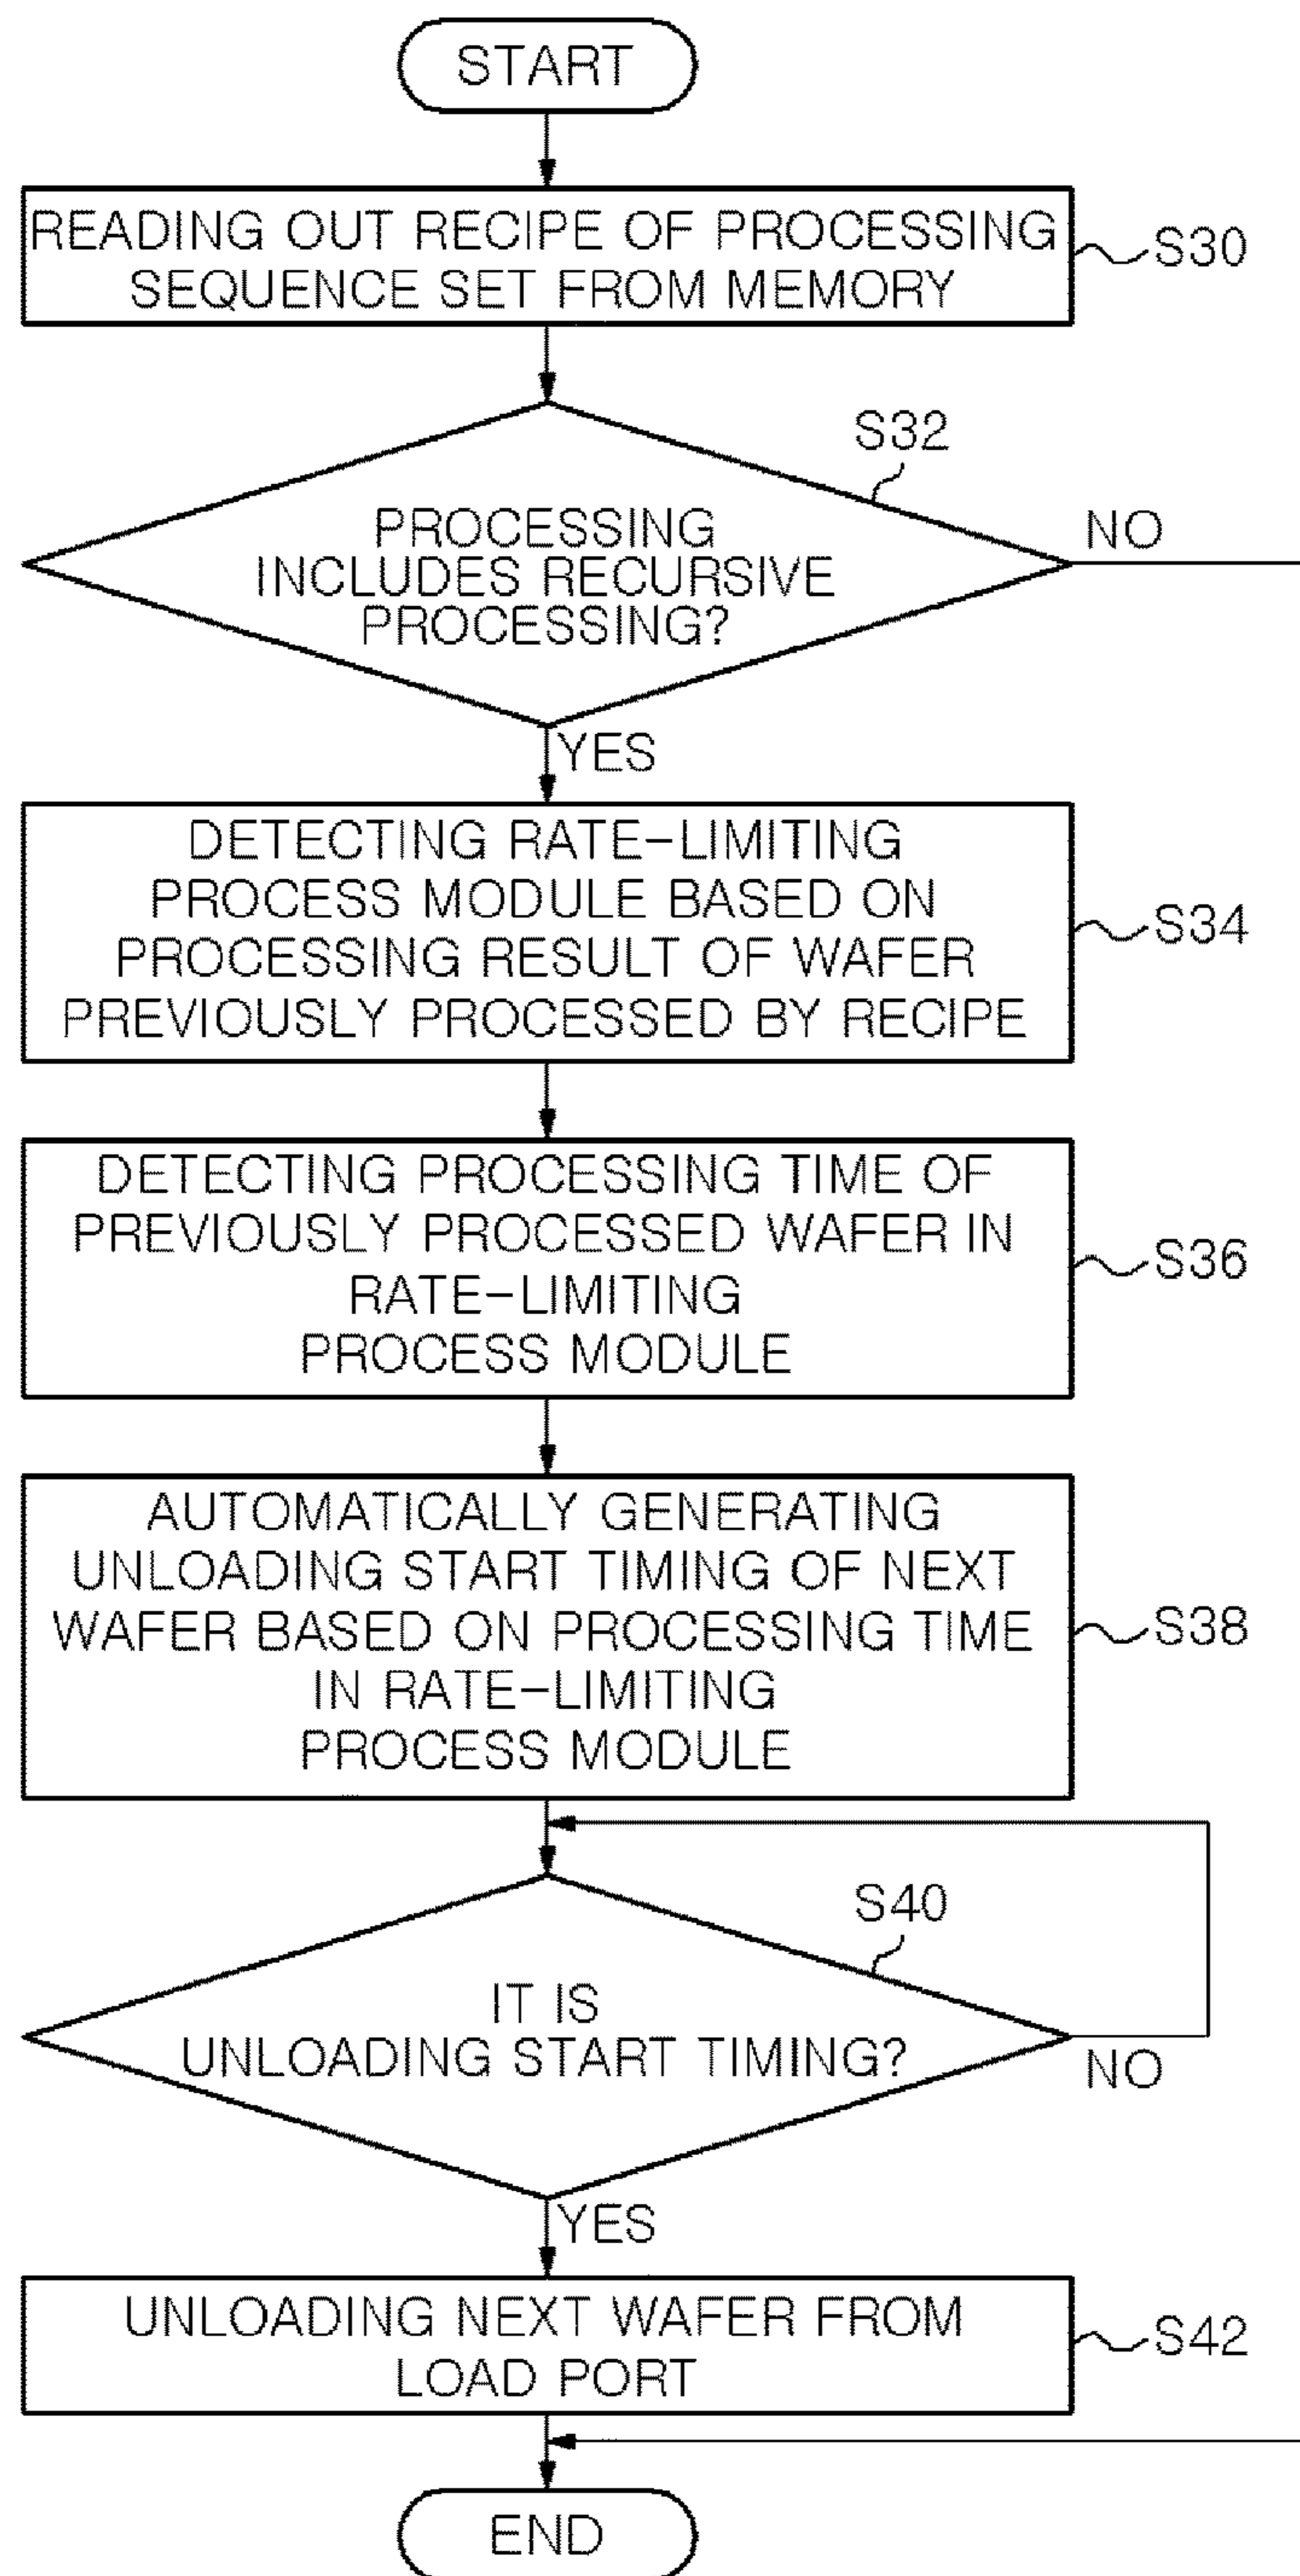 START
READING OUT RECIPE OF PROCESSING
SEQUENCE SET FROM MEMORY
S30
S32
PROCESSING
INCLUDES RECURSIVE
PROCESSING?
NO
YES
DETECTING RATE-LIMITING
PROCESS MODULE BASED ON
PROCESSING RESULT OF WAFER
PREVIOUSLY PROCESSED BY RECIPE
S34
DETECTING PROCESSING TIME OF
PREVIOUSLY PROCESSED WAFER IN
RATE-LIMITING
PROCESS MODULE
S36
AUTOMATICALLY GENERATING
UNLOADING START TIMING OF NEXT
WAFER BASED ON PROCESSING TIME
IN RATE-LIMITING
PROCESS MODULE
S38
S40
IT IS
UNLOADING START TIMING?
NO
YES
UNLOADING NEXT WAFER FROM
LOAD PORT
S42
END